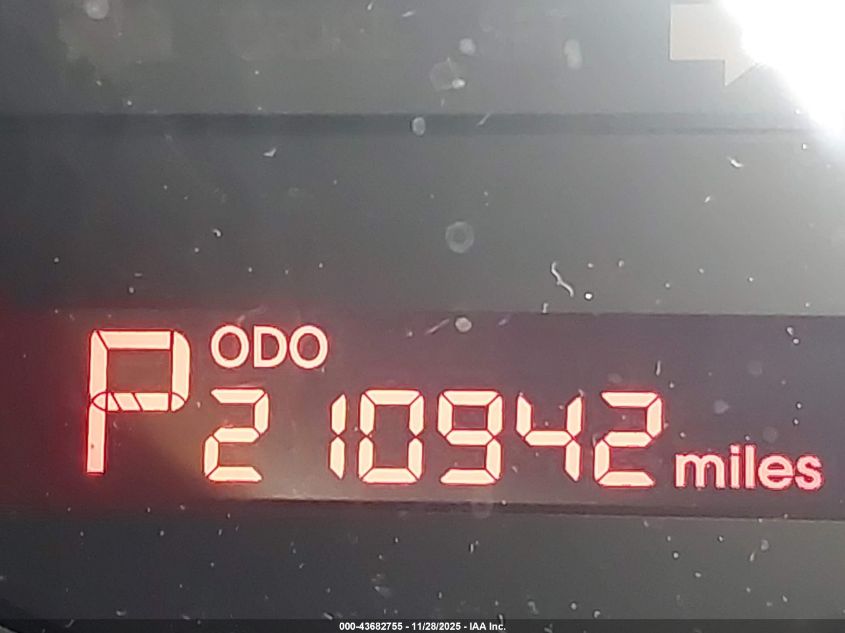 P ODO
210942 miles
000-43682755 - 11/28/2025 - IAA Inc.